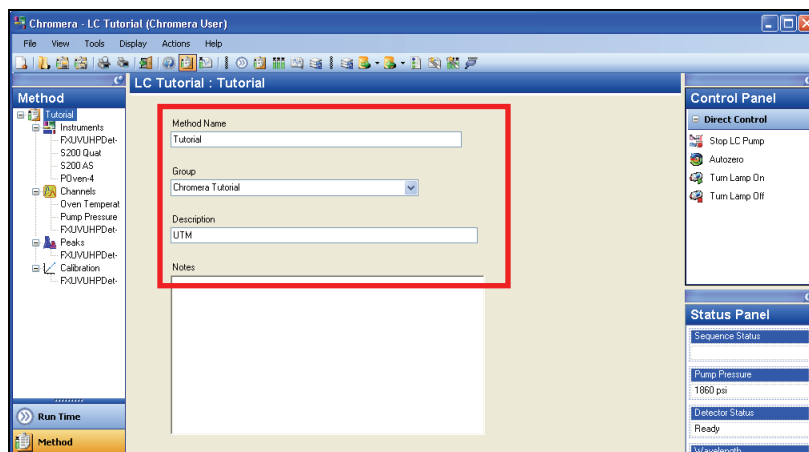 Chromera - LC Tutorial (Chromera User)
File View Tools Display Actions Help
LC Tutorial : Tutorial
Method
Tutorial
Instruments
FXUVUHPDet-
S200 Quat
S200 AS
POven-4
Channels
Oven Temperat
Pump Pressure
FXUVUHPDet-
Peaks
FXUVUHPDet-
Calibration
FXUVUHPDet-
Run Time
Method
Method Name
Tutorial
Group
Chromera Tutorial
Description
UTM
Notes
Control Panel
Direct Control
Stop LC Pump
Autozero
Turn Lamp On
Turn Lamp Off
Status Panel
Sequence Status
Pump Pressure
1860 psi
Detector Status
Ready
Wavelength